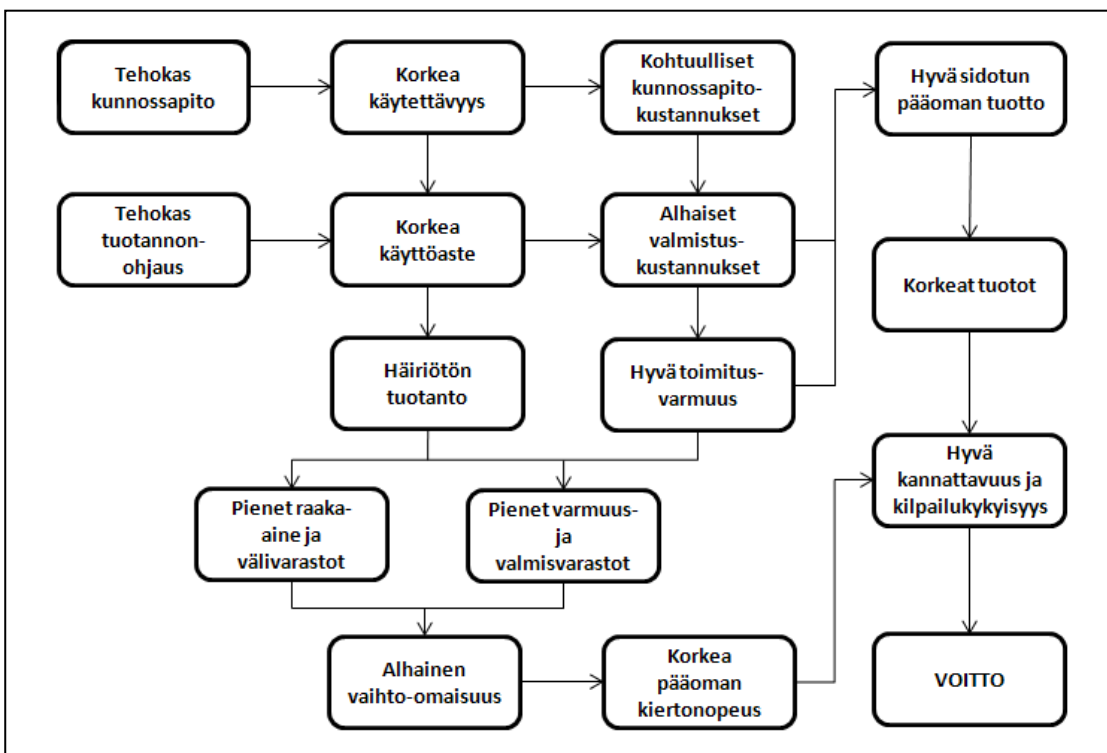 Tehokas
kunnossapito
Korkea
käytettävyys
Kohtuulliset
kunnossapito-
kustannukset
Hyvä sidotun
pääoman tuotto
Tehokas
tuotannon-
ohjaus
Korkea
käyttöaste
Alhaiset
valmistus-
kustannukset
Korkeat tuotot
Häiriötön
tuotanto
Hyvä toimitus-
varmuus
Hyvä
kannattavuus ja
kilpailukykyisyys
Pienet raaka-
aine ja
välivarastot
Pienet varmuus-
ja
valmisvarastot
Alhainen
vaihto-omaisuus
Korkea
pääoman
kiertonopeus
VOITTO